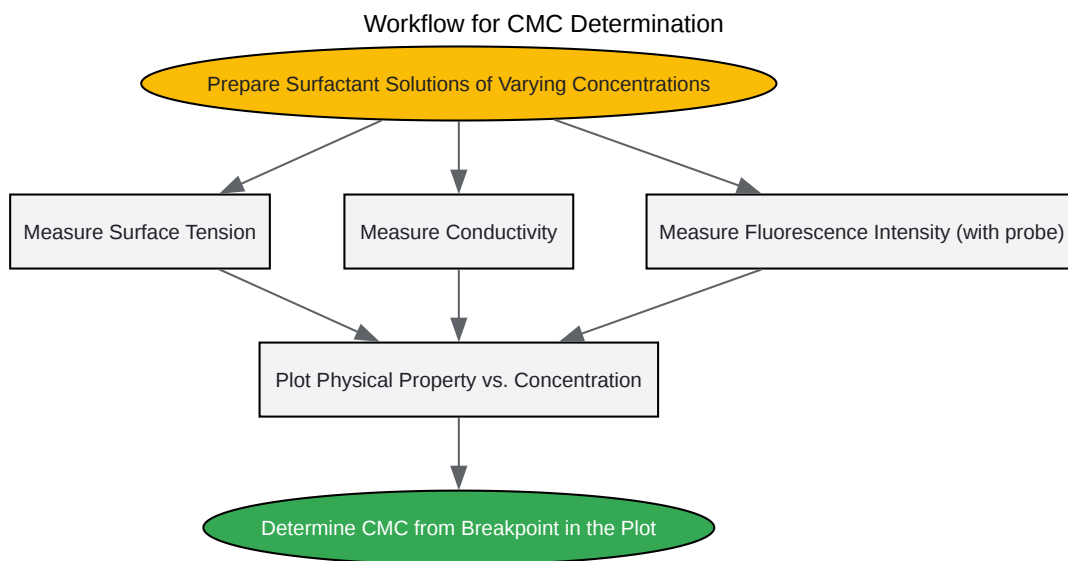 Workflow for CMC Determination
Prepare Surfactant Solutions of Varying Concentrations
Measure Surface Tension
Measure Conductivity
Measure Fluorescence Intensity (with probe)
Plot Physical Property vs. Concentration
Determine CMC from Breakpoint in the Plot